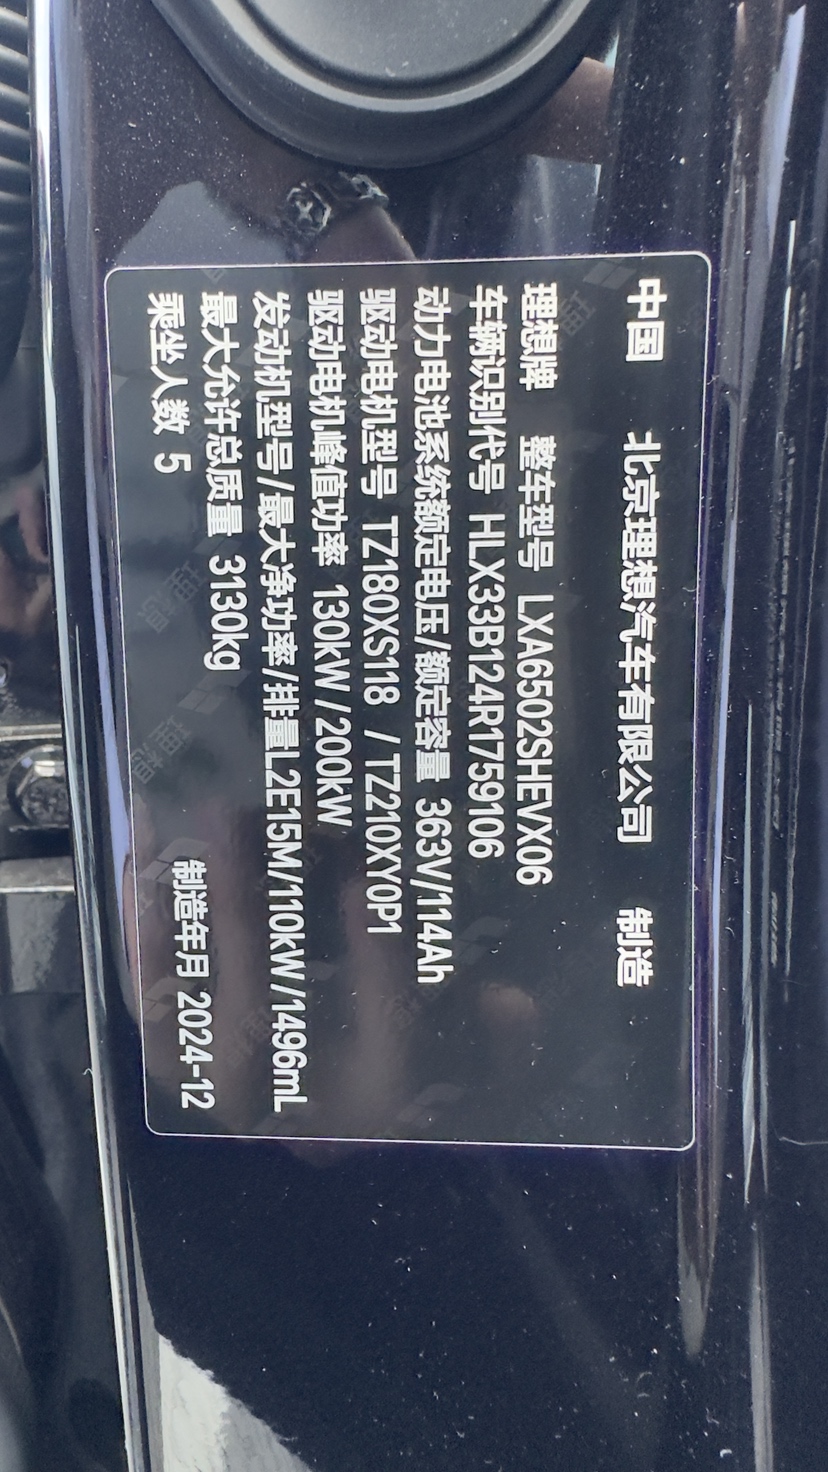 中国 北京理想汽车有限公司 制造
理想牌 整车型号 LXA6502SHEVX06
车辆识别代号 HLX33B124R1759106
动力电池系统额定电压/额定容量 363V/114Ah
驱动电机型号 TZ180XS118 /TZ210XY0P1
驱动电机峰值功率 130kW/200kW
发动机型号/最大净功率/排量L2E15M/110kW/1496mL
最大允许总质量 3130kg
乘坐人数 5
制造年月 2024-12